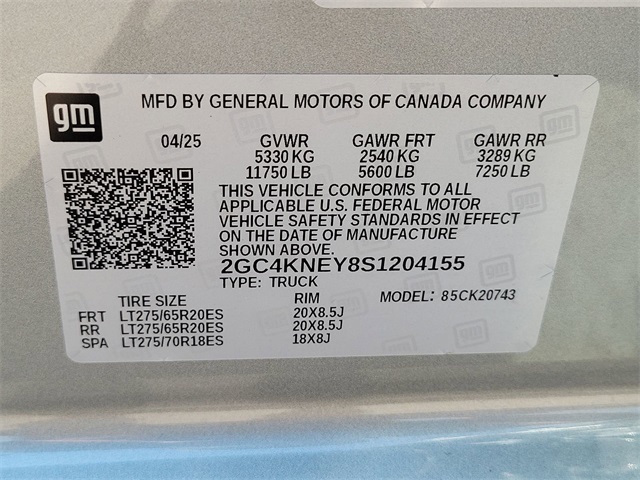 gm
MFD BY GENERAL MOTORS OF CANADA COMPANY
04/25 GVWR GAWR FRT GAWR RR
5330 KG 2540 KG 3289 KG
11750 LB 5600 LB 7250 LB
THIS VEHICLE CONFORMS TO ALL
APPLICABLE U.S. FEDERAL MOTOR
VEHICLE SAFETY STANDARDS IN EFFECT
ON THE DATE OF MANUFACTURE
SHOWN ABOVE.
2GC4KNEY8S1204155
TYPE: TRUCK MODEL: 85CK20743
TIRE SIZE RIM
FRT LT275/65R20ES 20X8.5J
RR LT275/65R20ES 20X8.5J
SPA LT275/70R18ES 18X8J